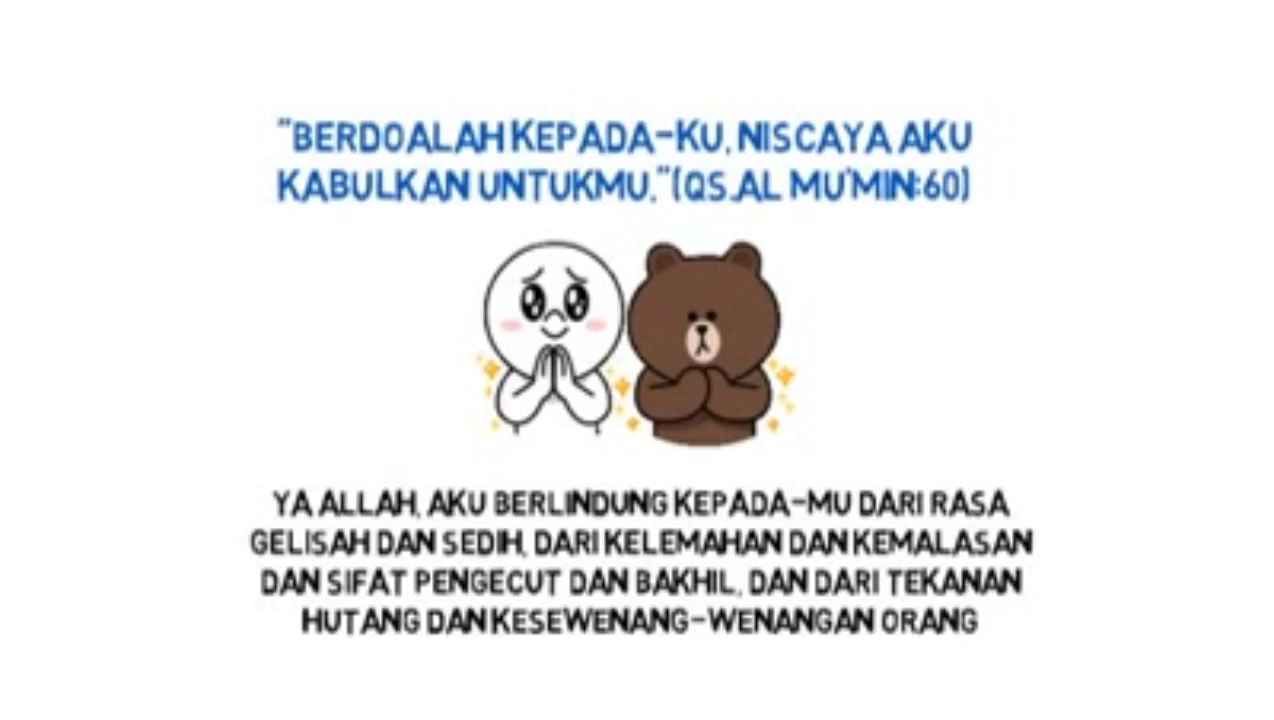 "BERDOALAH KEPADA-KU, NISCAYA AKU
KABULKAN UNTUKMU."(QS.AL MU'MIN:60)
YA ALLAH, AKU BERLINDUNG KEPADA-MU DARI RASA
GELISAH DAN SEDIH, DARI KELEMAHAN DAN KEMALASAN
DAN SIFAT PENGECUT DAN BAKHIL, DAN DARI TEKANAN
HUTANG DAN KESEWENANG-WENANGAN ORANG